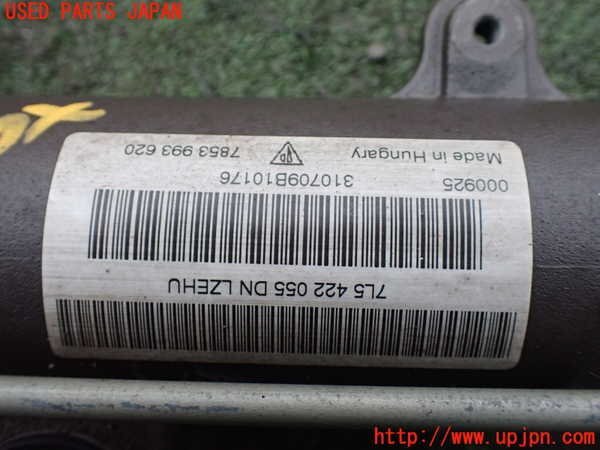 USED PARTS JAPAN
7L5 422 055 DN LZEHU
000925 310709B10176
Made in Hungary 7853 993 620
http://www.upjpn.com